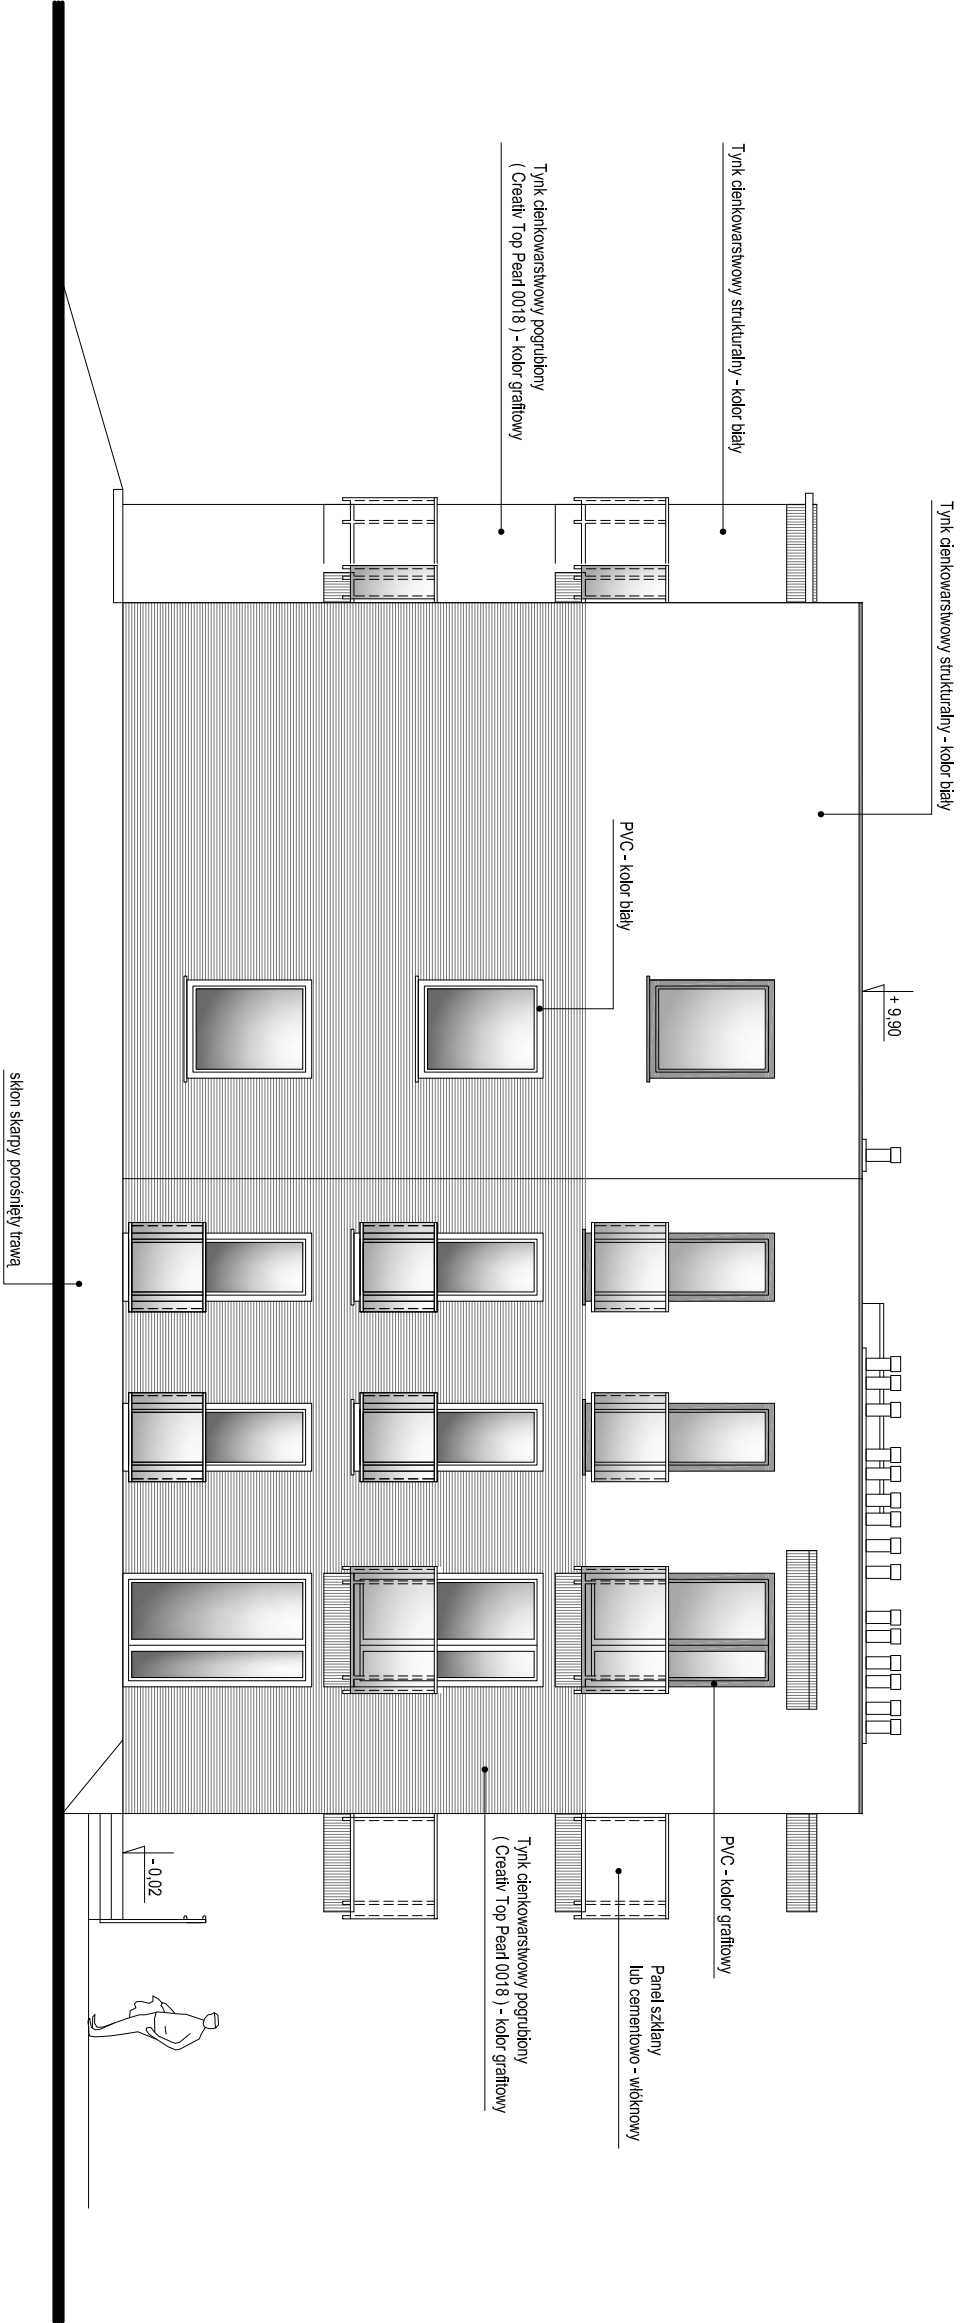 Tynk cienkowarstwowy strukturalny - kolor biały
Tynk cienkowarstwowy strukturalny - kolor biały
Tynk cienkowarstwowy pogrubiony
( Creativ Top Pearl 0018 ) - kolor grafitowy
PVC - kolor biały
+ 9,90
skłon skarpy porośnięty trawą
PVC - kolor grafitowy
Panel szklany
lub cementowo - włóknowy
Tynk cienkowarstwowy pogrubiony
( Creativ Top Pearl 0018 ) - kolor grafitowy
- 0,02